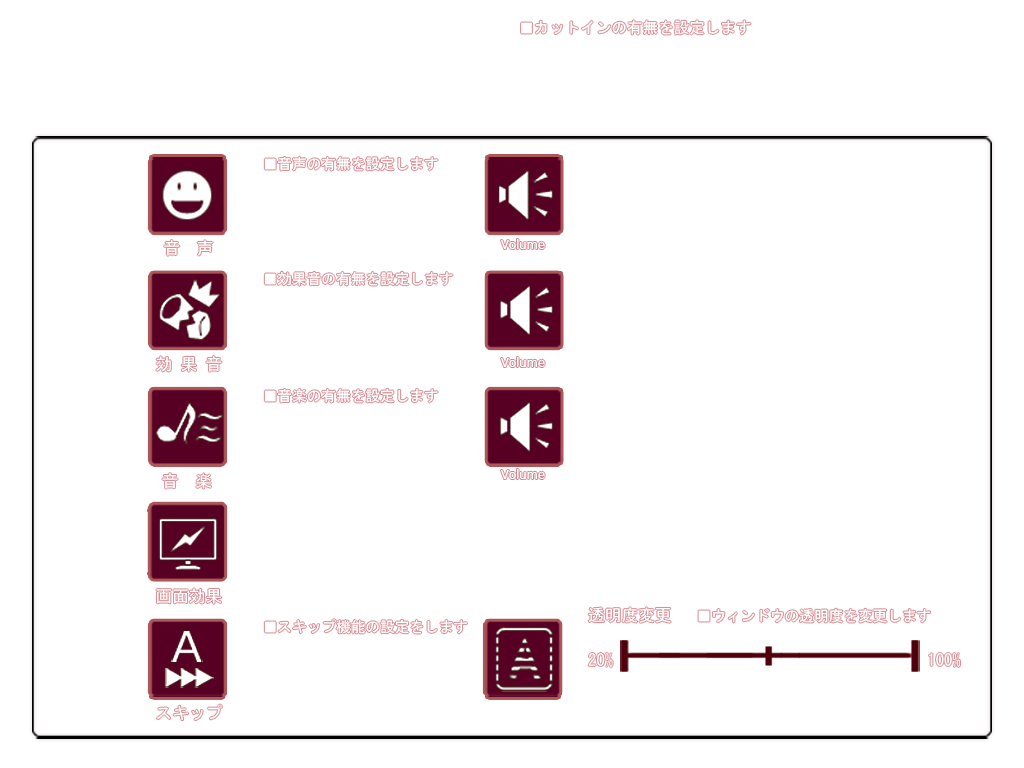 □カットインの有無を設定します
□音声の有無を設定します
音 声
Volume
□効果音の有無を設定します
効 果 音
Volume
□音楽の有無を設定します
音 楽
Volume
画面効果
□スキップ機能の設定をします
A
スキップ
透明度変更
□ウィンドウの透明度を変更します
20%
100%